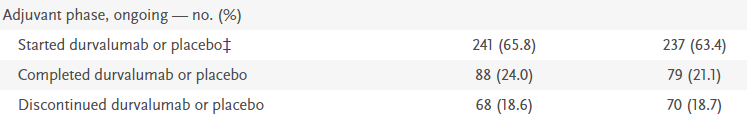 Adjuvant phase, ongoing — no. (%)
Started durvalumab or placebo‡ 241 (65.8) 237 (63.4)
Completed durvalumab or placebo 88 (24.0) 79 (21.1)
Discontinued durvalumab or placebo 68 (18.6) 70 (18.7)